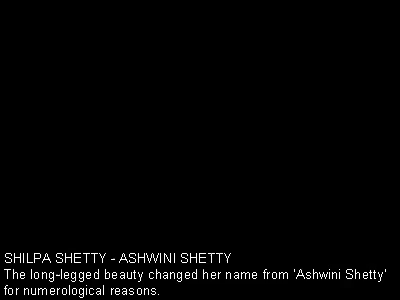 SHILPA SHETTY - ASHWINI SHETTY
The long-legged beauty changed her name from 'Ashwini Shetty'
for numerological reasons.